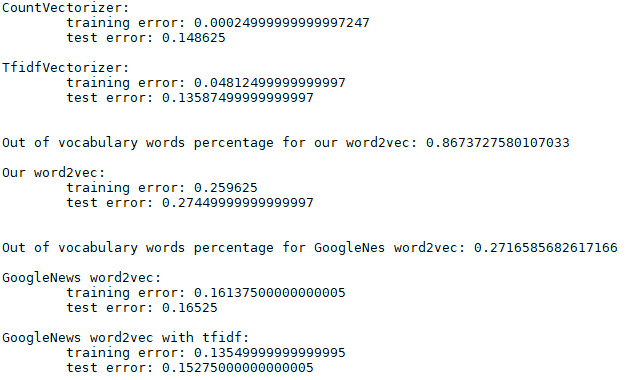 CountVectorizer:
training error: 0.00024999999999997247
test error: 0.148625
TfidfVectorizer:
training error: 0.04812499999999997
test error: 0.13587499999999997
Out of vocabulary words percentage for our word2vec: 0.8673727580107033
Our word2vec:
training error: 0.259625
test error: 0.27449999999999997
Out of vocabulary words percentage for GoogleNes word2vec: 0.2716585682617166
GoogleNews word2vec:
training error: 0.16137500000000005
test error: 0.16525
GoogleNews word2vec with tfidf:
training error: 0.13549999999999995
test error: 0.15275000000000005